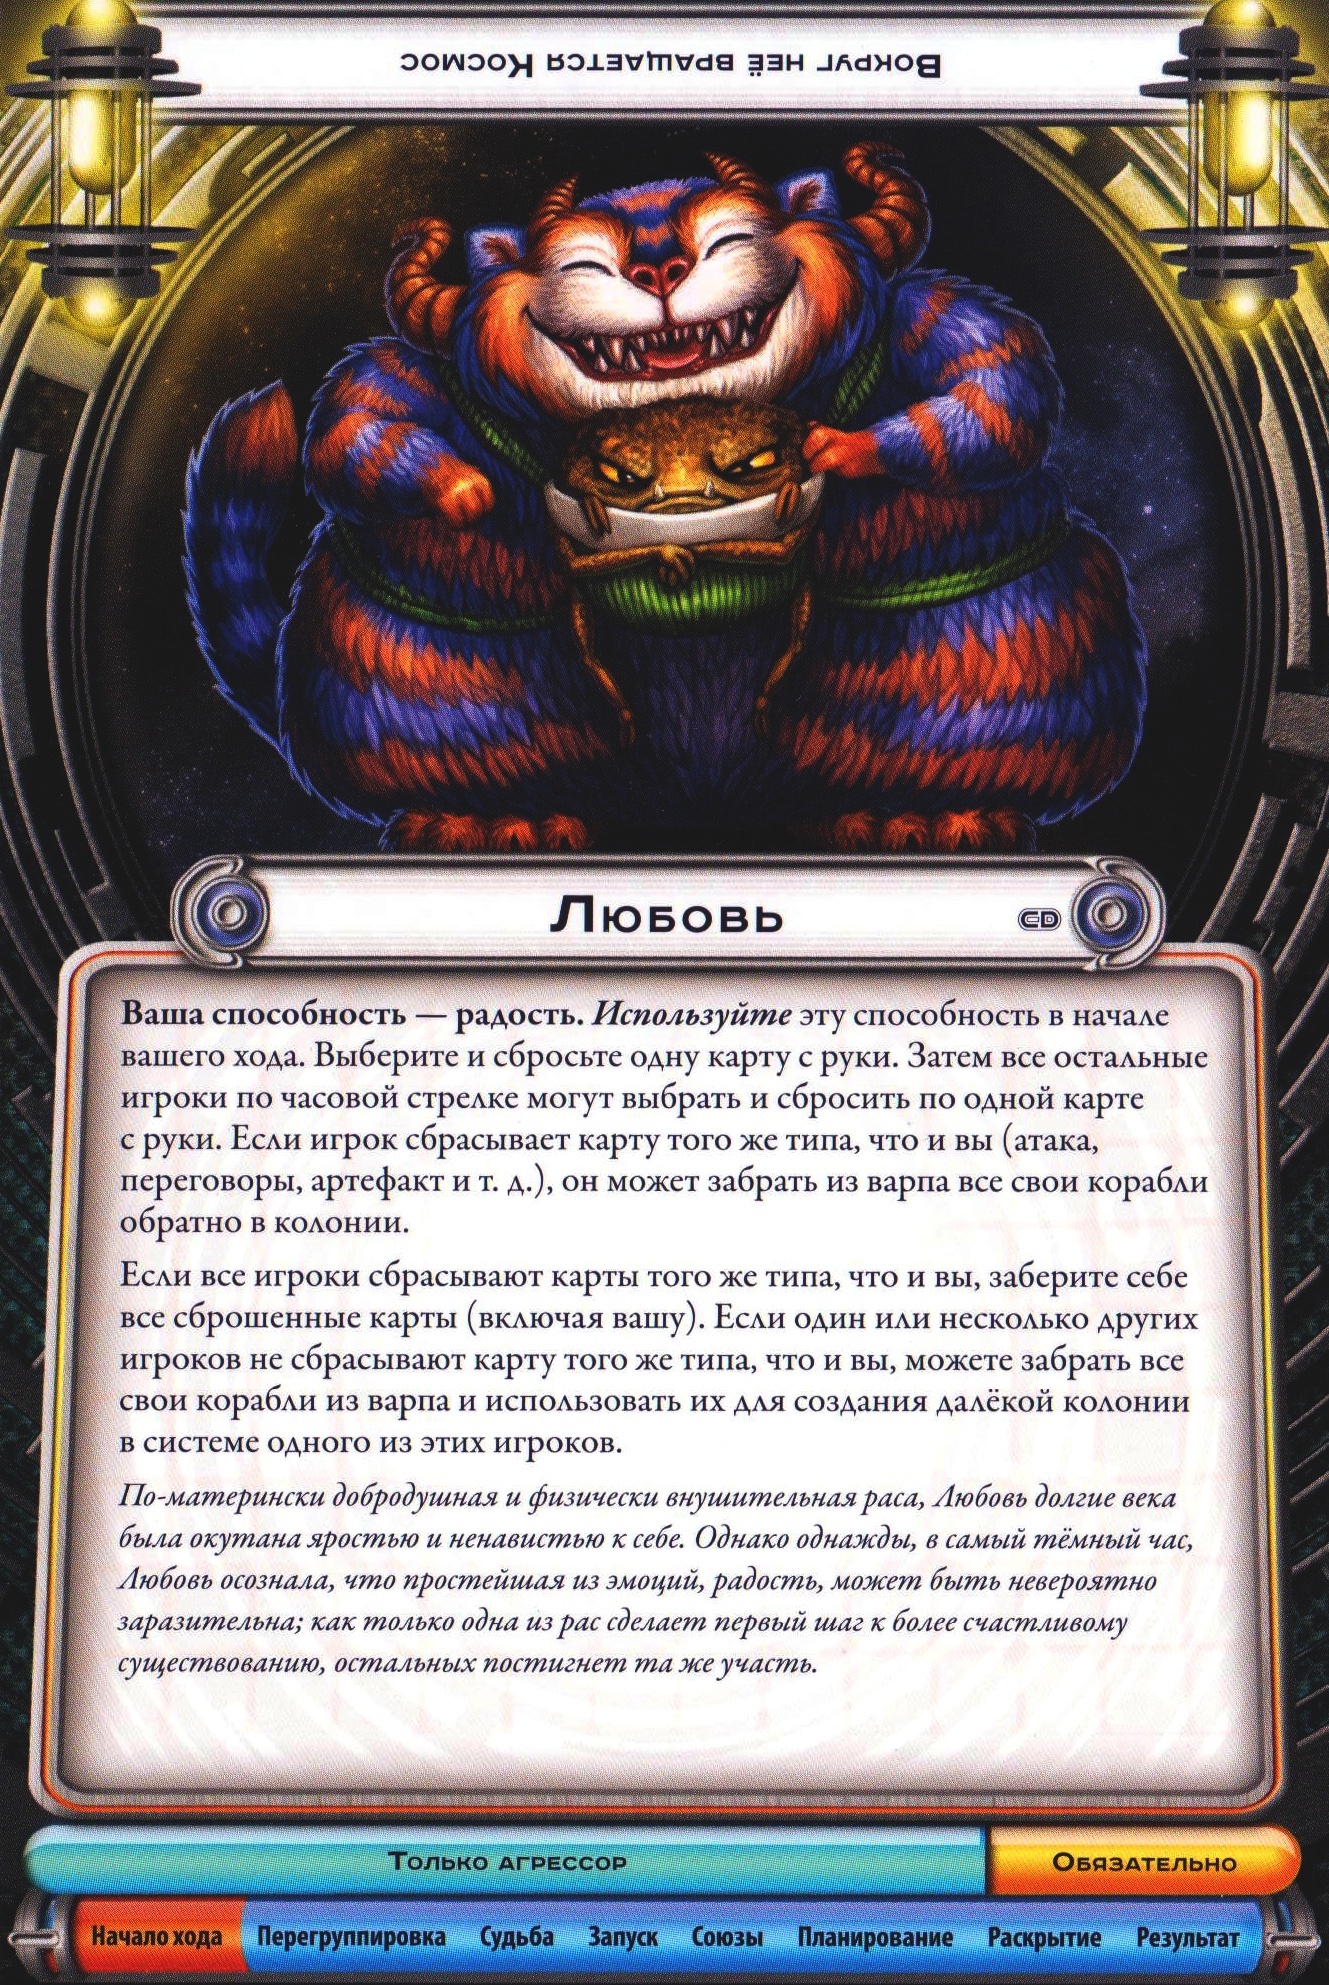 Вокруг неё вращается Космос
Любовь
Ваша способность — радость. Используйте эту способность в начале
вашего хода. Выберите и сбросьте одну карту с руки. Затем все остальные
игроки по часовой стрелке могут выбрать и сбросить по одной карте
с руки. Если игрок сбрасывает карту того же типа, что и вы (атака,
переговоры, артефакт и т. д.), он может забрать из варпа все свои корабли
обратно в колонии.
Если все игроки сбрасывают карты того же типа, что и вы, заберите себе
все сброшенные карты (включая вашу). Если один или несколько других
игроков не сбрасывают карту того же типа, что и вы, можете забрать все
свои корабли из варпа и использовать их для создания далёкой колонии
в системе одного из этих игроков.
По-матерински добродушная и физически внушительная раса, Любовь долгие века
была окутана яростью и ненавистью к себе. Однако однажды, в самый тёмный час,
Любовь осознала, что простейшая из эмоций, радость, может быть невероятно
заразительна; как только одна из рас сделает первый шаг к более счастливому
существованию, остальных постигнет та же участь.
Только агрессор Обязательно
Начало хода Перегруппировка Судьба Запуск Союзы Планирование Раскрытие Результат